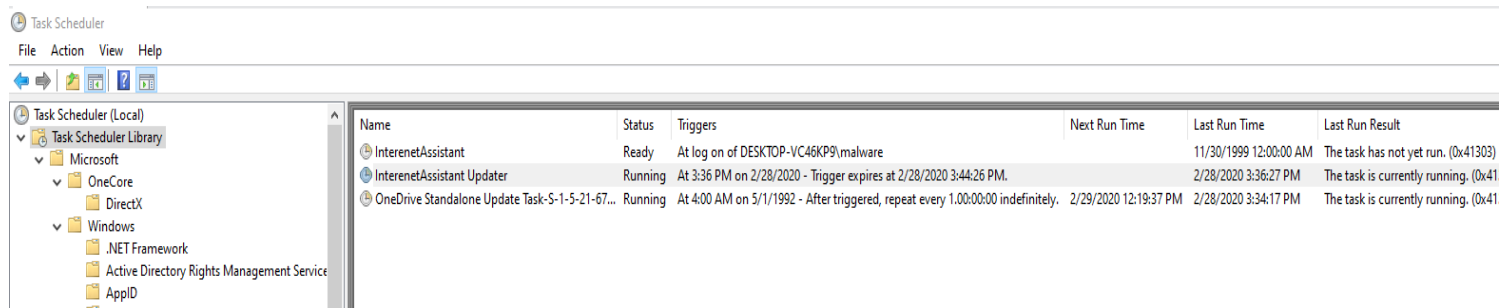 Task Scheduler
File Action View Help
Task Scheduler (Local)
Task Scheduler Library
Microsoft
OneCore
DirectX
Windows
.NET Framework
Active Directory Rights Management Service
AppID
Name Status Triggers Next Run Time Last Run Time Last Run Result
InterenetAssistant Ready At log on of DESKTOP-VC46KP9\malware 11/30/1999 12:00:00 AM The task has not yet run. (0x41303)
InterenetAssistant Updater Running At 3:36 PM on 2/28/2020 - Trigger expires at 2/28/2020 3:44:26 PM. 2/28/2020 3:36:27 PM The task is currently running. (0x41
OneDrive Standalone Update Task-S-1-5-21-67... Running At 4:00 AM on 5/1/1992 - After triggered, repeat every 1.00:00:00 indefinitely. 2/29/2020 12:19:37 PM 2/28/2020 3:34:17 PM The task is currently running. (0x41